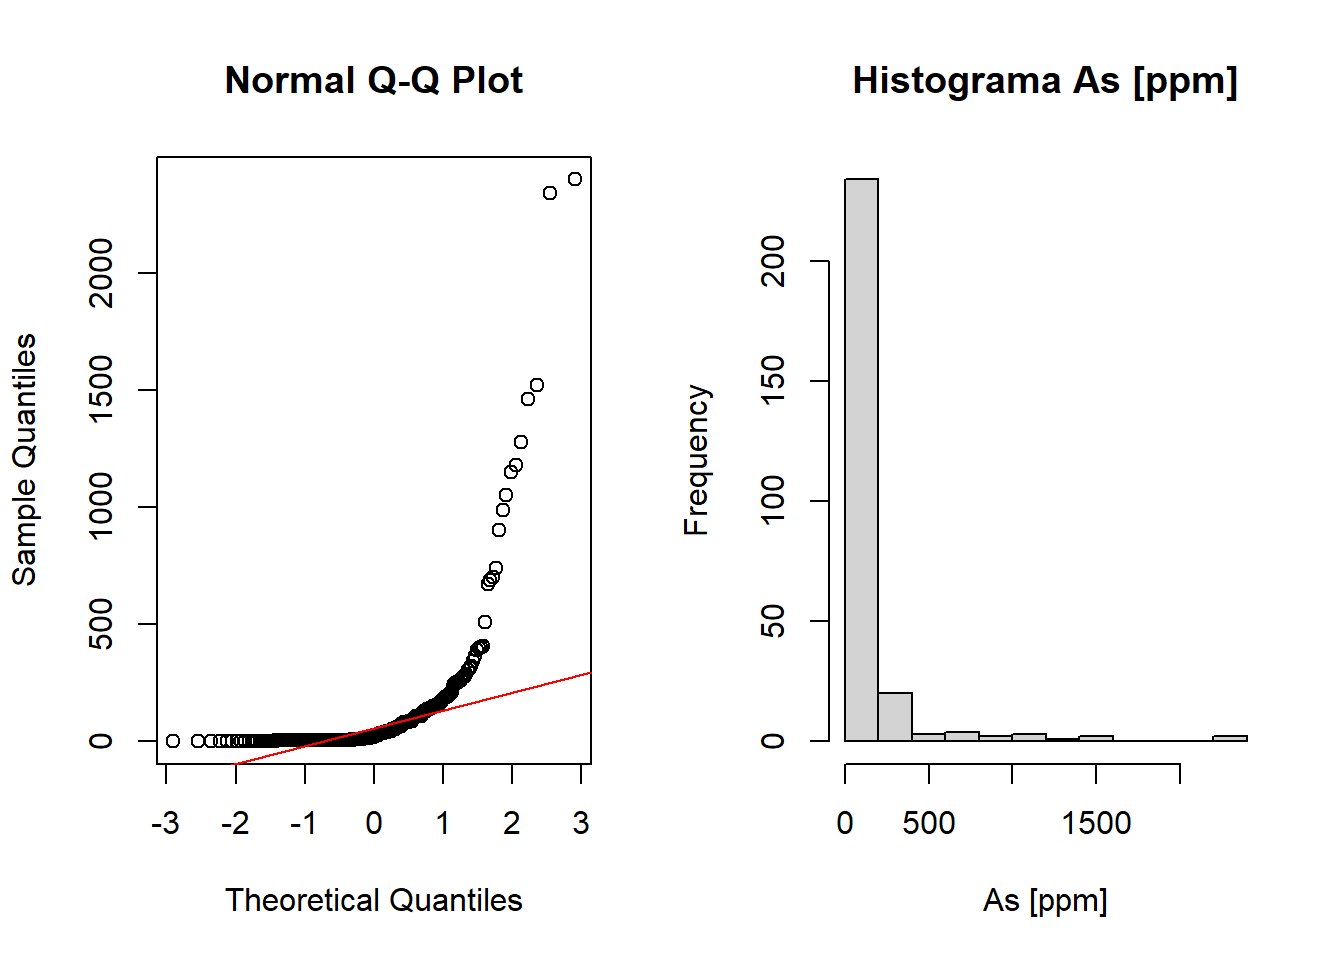 Normal Q-Q Plot
Sample Quantiles
0
500
1000
1500
2000
-3 -2 -1 0 1 2 3
Theoretical Quantiles
Histograma As [ppm]
Frequency
0
50
100
150
200
0 500 1500
As [ppm]